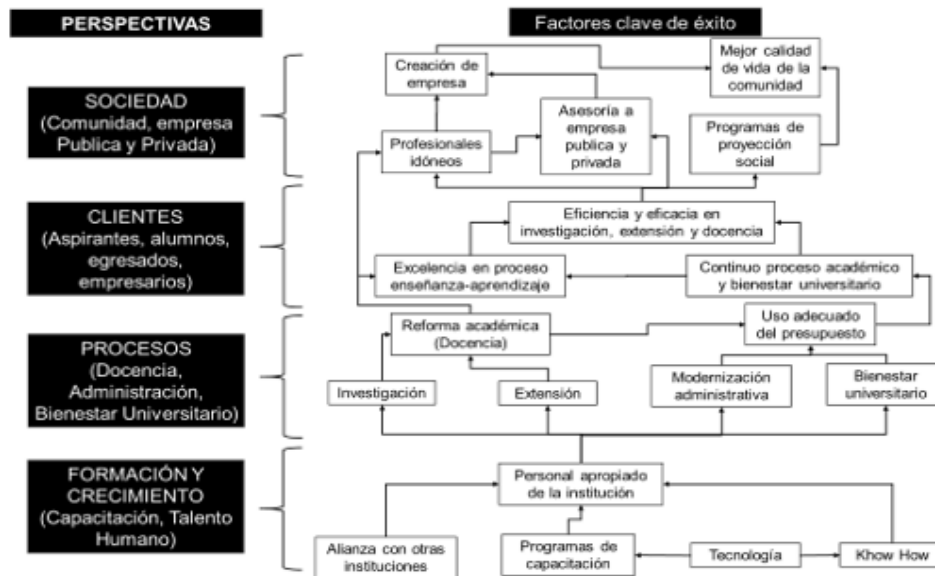 PERSPECTIVAS
Factores clave de éxito
SOCIEDAD
(Comunidad, empresa
Publica y Privada)
Creación de
empresa
Mejor calidad
de vida de la
comunidad
Profesionales
idóneos
Asesoría a
empresa
publica y
privada
Programas de
proyección
social
CLIENTES
(Aspirantes, alumnos,
egresados,
empresarios)
Eficiencia y eficacia en
investigación, extensión y docencia
Excelencia en proceso
enseñanza-aprendizaje
Continuo proceso académico
y bienestar universitario
PROCESOS
(Docencia,
Administración,
Bienestar Universitario)
Reforma académica
(Docencia)
Uso adecuado
del presupuesto
Investigación
Extensión
Modernización
administrativa
Bienestar
universitario
FORMACIÓN Y
CRECIMIENTO
(Capacitación, Talento
Humano)
Personal apropiado
de la institución
Alianza con otras
instituciones
Programas de
capacitación
Tecnología
Khow How